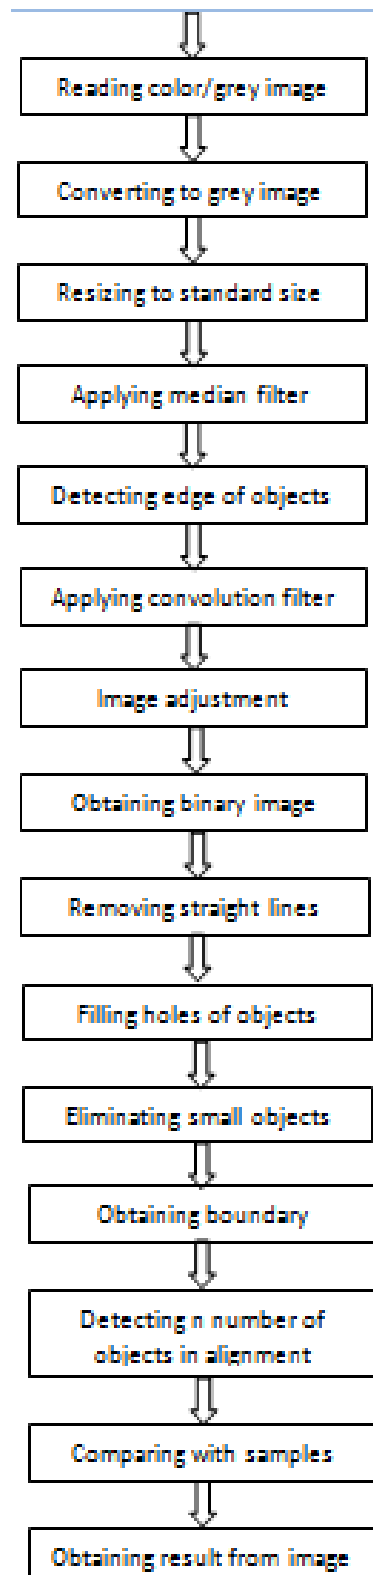 Reading color/grey image
Converting to grey image
Resizing to standard size
Applying median filter
Detecting edge of objects
Applying convolution filter
Image adjustment
Obtaining binary image
Removing straight lines
Filling holes of objects
Eliminating small objects
Obtaining boundary
Detecting n number of
objects in alignment
Comparing with samples
Obtaining result from image